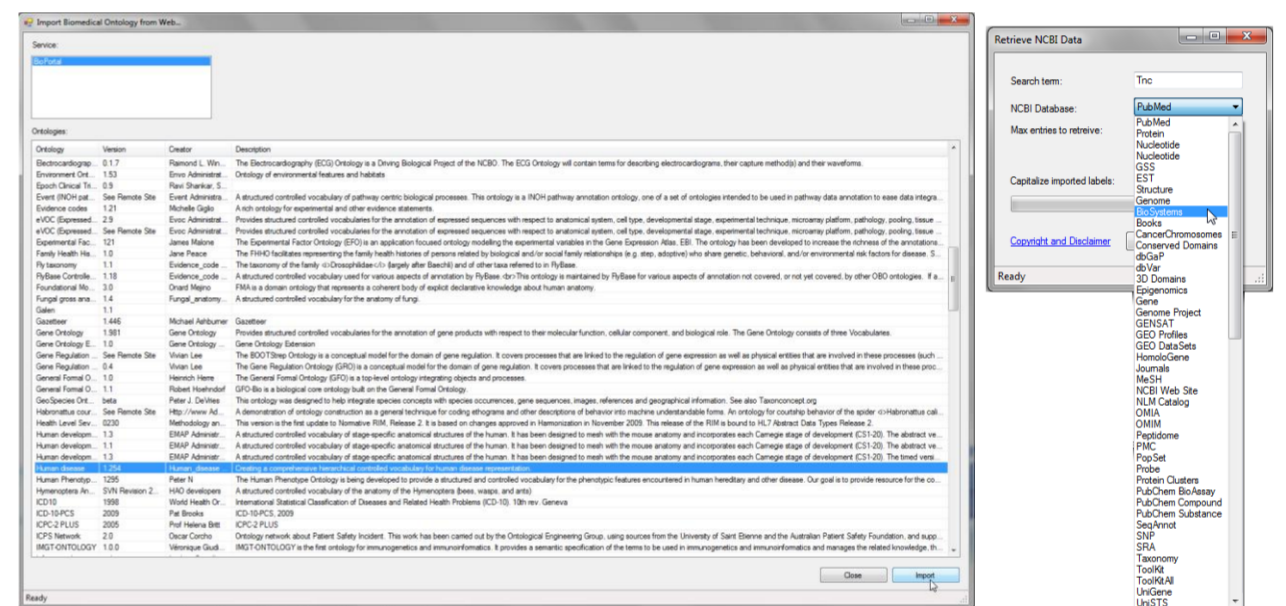 Import Biomedical Ontology from Web...
Service:
BioPortal
Ontologies:
Ontology Version Creator Description
Electrocardiograp... 0.1.7 Raimond L. Win... The Electrocardiography (ECG) Ontology is a Driving Biological Project of the NCBO. The ECG Ontology will contain terms for describing electrocardiograms, their capture method(s) and their waveforms.
Environment Ont... 1.53 Envo Administrat... Ontology of environmental features and habitats
Epoch Clinical Tri... 0.9 Ravi Shankar, S...
Event (INOH pat... See Remote Site Event Administra... A structured controlled vocabulary of pathway centric biological processes. This ontology is a INOH pathway annotation ontology, one of a set of ontologies intended to be used in pathway data annotation to ease data integra...
Evidence codes 1.21 Michelle Giglio A rich ontology for experimental and other evidence statements.
eVOC (Expressed... 2.9 Evoc Administrat... Provides structured controlled vocabularies for the annotation of expressed sequences with respect to anatomical system, cell type, developmental stage, experimental technique, microarray platform, pathology, pooling, tissue ...
eVOC (Expressed... See Remote Site Evoc Administrat... Provides structured controlled vocabularies for the annotation of expressed sequences with respect to anatomical system, cell type, developmental stage, experimental technique, microarray platform, pathology, pooling, tissue ...
Experimental Fac... 121 James Malone The Experimental Factor Ontology (EFO) is an application focused ontology modelling the experimental variables in the Gene Expression Atlas, EBI. The ontology has been developed to increase the richness of the annotations...
Family Health His... 1.0 Jane Peace The FHHO facilitates representing the family health histories of persons related by biological and/or social family relationships (e.g. step, adoptive) who share genetic, behavioral, and/or environmental risk factors for disease. S...
Fly taxonomy 1.1 Evidence_code ... The taxonomy of the family <i>Drosophilidae</i> (largely after Baechli) and of other taxa referred to in FlyBase.
FlyBase Controlle... 1.18 Evidence_code ... A structured controlled vocabulary used for various aspects of annotation by FlyBase. <br>This ontology is maintained by FlyBase for various aspects of annotation not covered, or not yet covered, by other OBO ontologies. If a...
Foundational Mo... 3.0 Onard Mejino FMA is a domain ontology that represents a coherent body of explicit declarative knowledge about human anatomy.
Fungal gross ana... 1.4 Fungal_anatomy... A structured controlled vocabulary for the anatomy of fungi.
Galen 1.1
Gazetteer 1.446 Michael Ashburner Gazetteer
Gene Ontology 1.981 Gene Ontology Provides structured controlled vocabularies for the annotation of gene products with respect to their molecular function, cellular component, and biological role. The Gene Ontology consists of three Vocabularies.
Gene Ontology E... 1.0 Gene Ontology ... Gene Ontology Extension
Gene Regulation ... See Remote Site Vivian Lee The BOOTStrep Ontology is a conceptual model for the domain of gene regulation. It covers processes that are linked to the regulation of gene expression as well as physical entities that are involved in these processes (such ...
Gene Regulation ... 0.4 Vivian Lee The Gene Regulation Ontology (GRO) is a conceptual model for the domain of gene regulation. It covers processes that are linked to the regulation of gene expression as well as physical entities that are involved in these proc...
General Formal O... 1.0 Heinrich Herre The General Formal Ontology (GFO) is a top-level ontology integrating objects and processes.
General Formal O... 1.1 Robert Hoehndorf GFO-Bio is a biological core ontology built on the General Formal Ontology.
GeoSpecies Ont... beta Peter J. DeVries This ontology was designed to help integrate species concepts with species occurrences, gene sequences, images, references and geographical information. See also Taxonconcept.org
Habronattus cour... See Remote Site Http://www Ad... A demonstration of ontology construction as a general technique for coding ethograms and other descriptions of behavior into machine understandable forms. An ontology for courtship behavior of the spider <i>Habronattus cali...
Health Level Sev... 0230 Methodology an... This version is the first update to Normative RIM, Release 2. It is based on changes approved in Harmonization in November 2009. This release of the RIM is bound to HL7 Abstract Data Types Release 2.
Human developm... 1.3 EMAP Administr... A structured controlled vocabulary of stage-specific anatomical structures of the human. It has been designed to mesh with the mouse anatomy and incorporates each Carnegie stage of development (CS1-20). The abstract ve...
Human developm... 1.1 EMAP Administr... A structured controlled vocabulary of stage-specific anatomical structures of the human. It has been designed to mesh with the mouse anatomy and incorporates each Carnegie stage of development (CS1-20). The abstract ve...
Human developm... 1.3 EMAP Administr... A structured controlled vocabulary of stage-specific anatomical structures of the human. It has been designed to mesh with the mouse anatomy and incorporates each Carnegie stage of development (CS1-20). The timed versi...
Human disease 1.254 Human_disease ... Creating a comprehensive hierarchical controlled vocabulary for human disease representation
Human Phenotyp... 1295 Peter N The Human Phenotype Ontology is being developed to provide a structured and controlled vocabulary for the phenotypic features encountered in human hereditary and other disease. Our goal is to provide resource for the co...
Hymenoptera An... SVN Revision 2... HAO developers A structured controlled vocabulary of the anatomy of the Hymenoptera (bees, wasps, and ants)
ICD10 1998 World Health Or... International Statistical Classification of Diseases and Related Health Problems (ICD-10). 10th rev. Geneva
ICD-10-PCS 2009 Pat Brooks ICD-10-PCS, 2009
ICPC-2 PLUS 2005 Prof Helena Britt ICPC-2 PLUS
ICPS Network 2.0 Oscar Corcho Ontology network about Patient Safety Incident. This work has been carried out by the Ontological Engineering Group, using sources from the University of Saint Etienne and the Australian Patient Safety Foundation, and supp...
IMGT-ONTOLOGY 1.0.0 Véronique Giudi... IMGT-ONTOLOGY is the first ontology for immunogenetics and immunoinformatics. It provides a semantic specification of the terms to be used in immunogenetics and immunoinformatics and manages the related knowledge, th...
Close Import
Ready
Retrieve NCBI Data
Search term: Tnc
NCBI Database: PubMed
Max entries to retreive:
Capitalize imported labels:
Copyright and Disclaimer
Ready
PubMed
Protein
Nucleotide
Nucleotide
GSS
EST
Structure
Genome
BioSystems
Books
CancerChromosomes
Conserved Domains
dbGaP
dbVar
3D Domains
Epigenomics
Gene
Genome Project
GENSAT
GEO Profiles
GEO DataSets
HomoloGene
Journals
MeSH
NCBI Web Site
NLM Catalog
OMIA
OMIM
Peptidome
PMC
PopSet
Probe
Protein Clusters
PubChem BioAssay
PubChem Compound
PubChem Substance
SeqAnnot
SNP
SRA
Taxonomy
ToolKit
ToolKitAll
UniGene
UniSTS